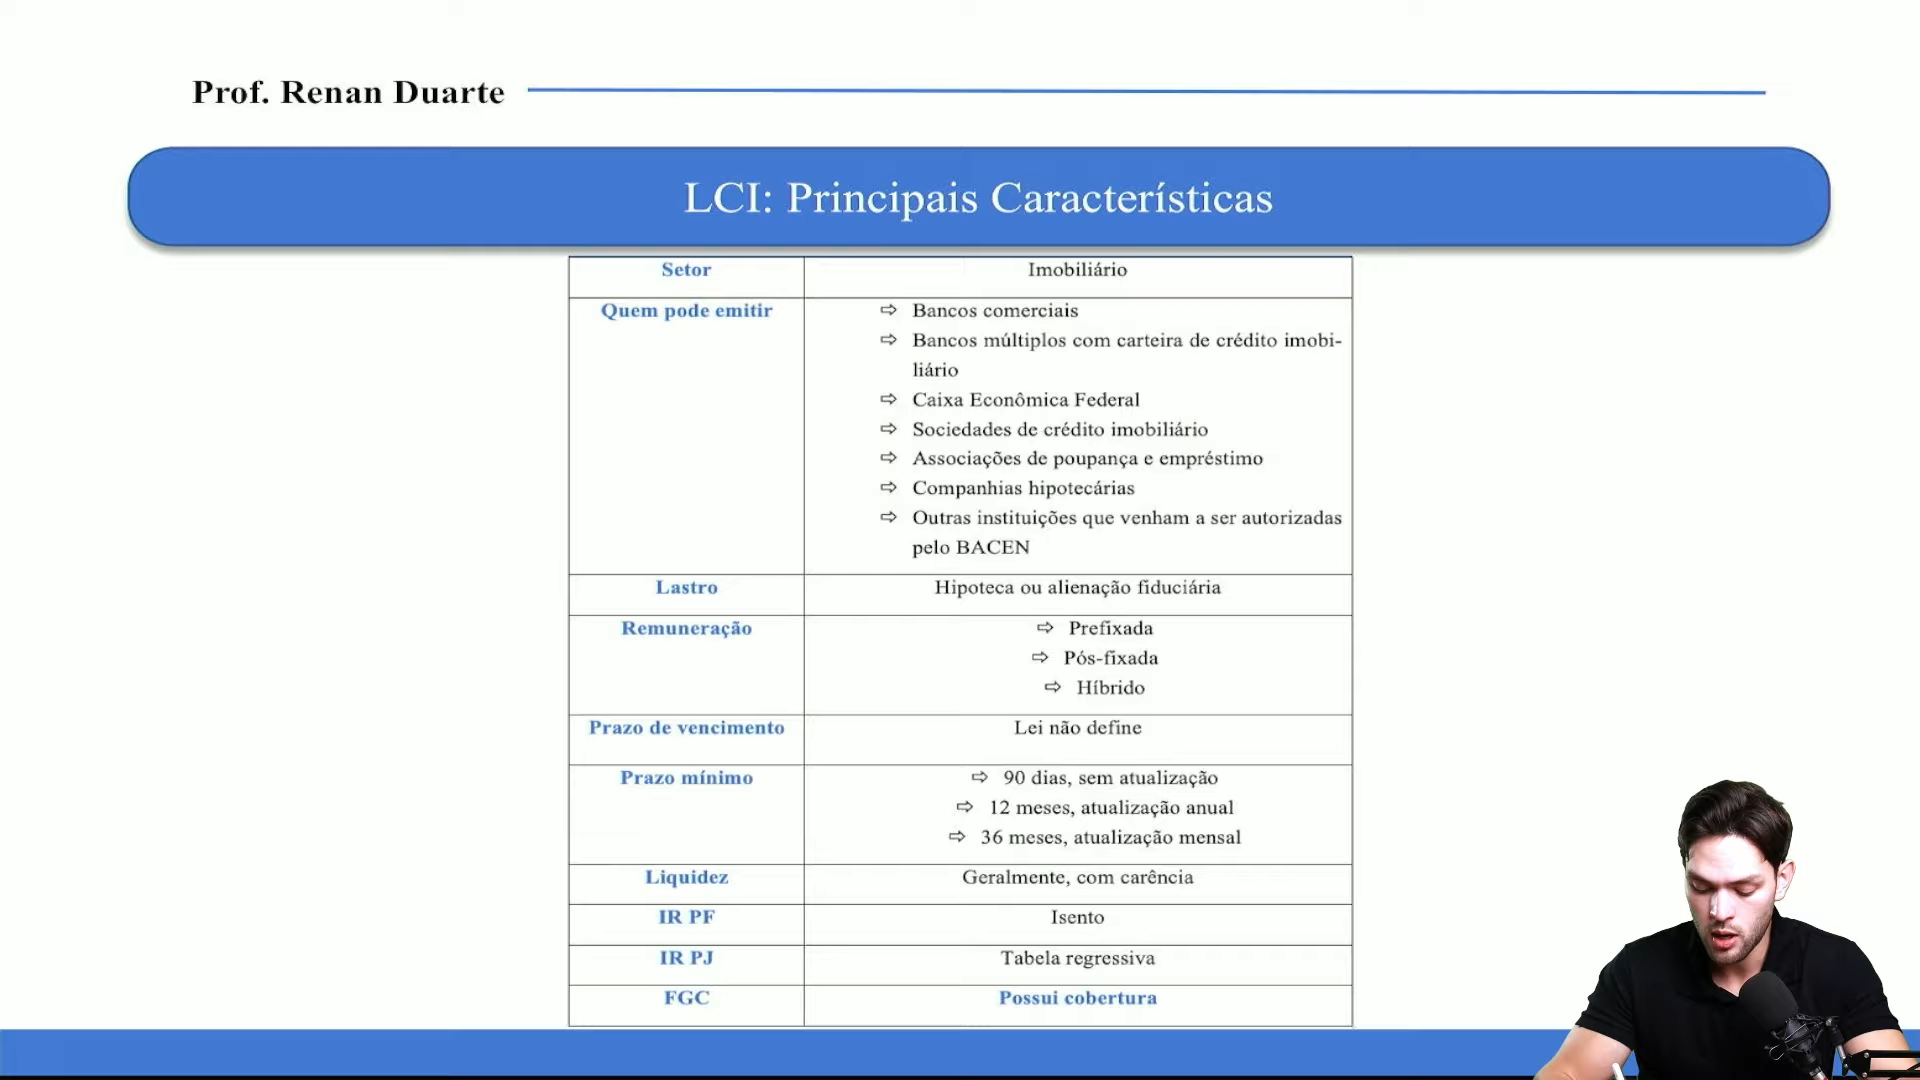 Prof. Renan Duarte
LCI: Principais Características
Setor
Imobiliário
Quem pode emitir
⇨ Bancos comerciais
⇨ Bancos múltiplos com carteira de crédito imobi-
liário
⇨ Caixa Econômica Federal
⇨ Sociedades de crédito imobiliário
⇨ Associações de poupança e empréstimo
⇨ Companhias hipotecárias
⇨ Outras instituições que venham a ser autorizadas
pelo BACEN
Lastro
Hipoteca ou alienação fiduciária
Remuneração
⇨ Prefixada
⇨ Pós-fixada
⇨ Híbrido
Prazo de vencimento
Lei não define
Prazo mínimo
⇨ 90 dias, sem atualização
⇨ 12 meses, atualização anual
⇨ 36 meses, atualização mensal
Liquidez
Geralmente, com carência
IR PF
Isento
IR PJ
Tabela regressiva
FGC
Possui cobertura